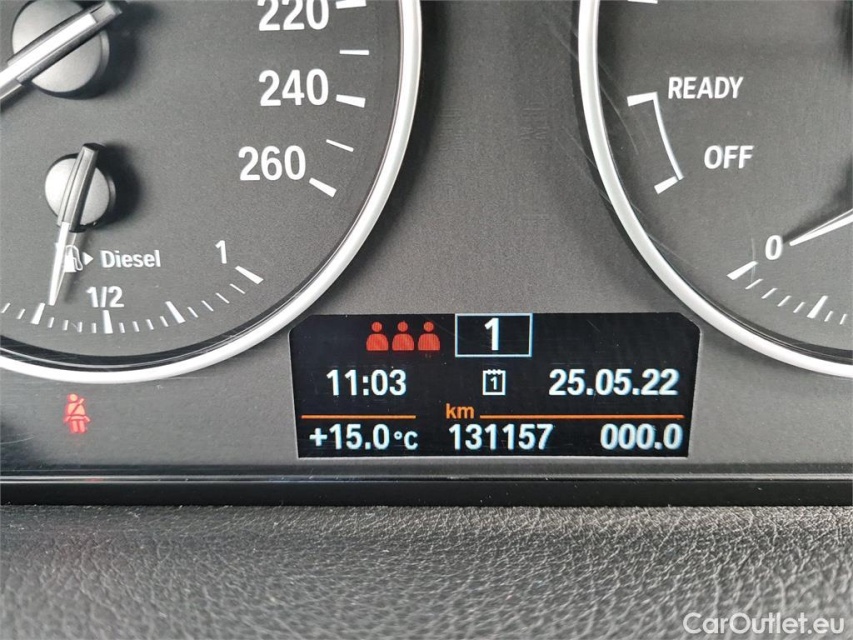 220
240
260
READY
OFF
0
Diesel
1
1/2
1
11:03
1
25.05.22
km
+15.0°C
131157
000.0
CarOutlet.eu